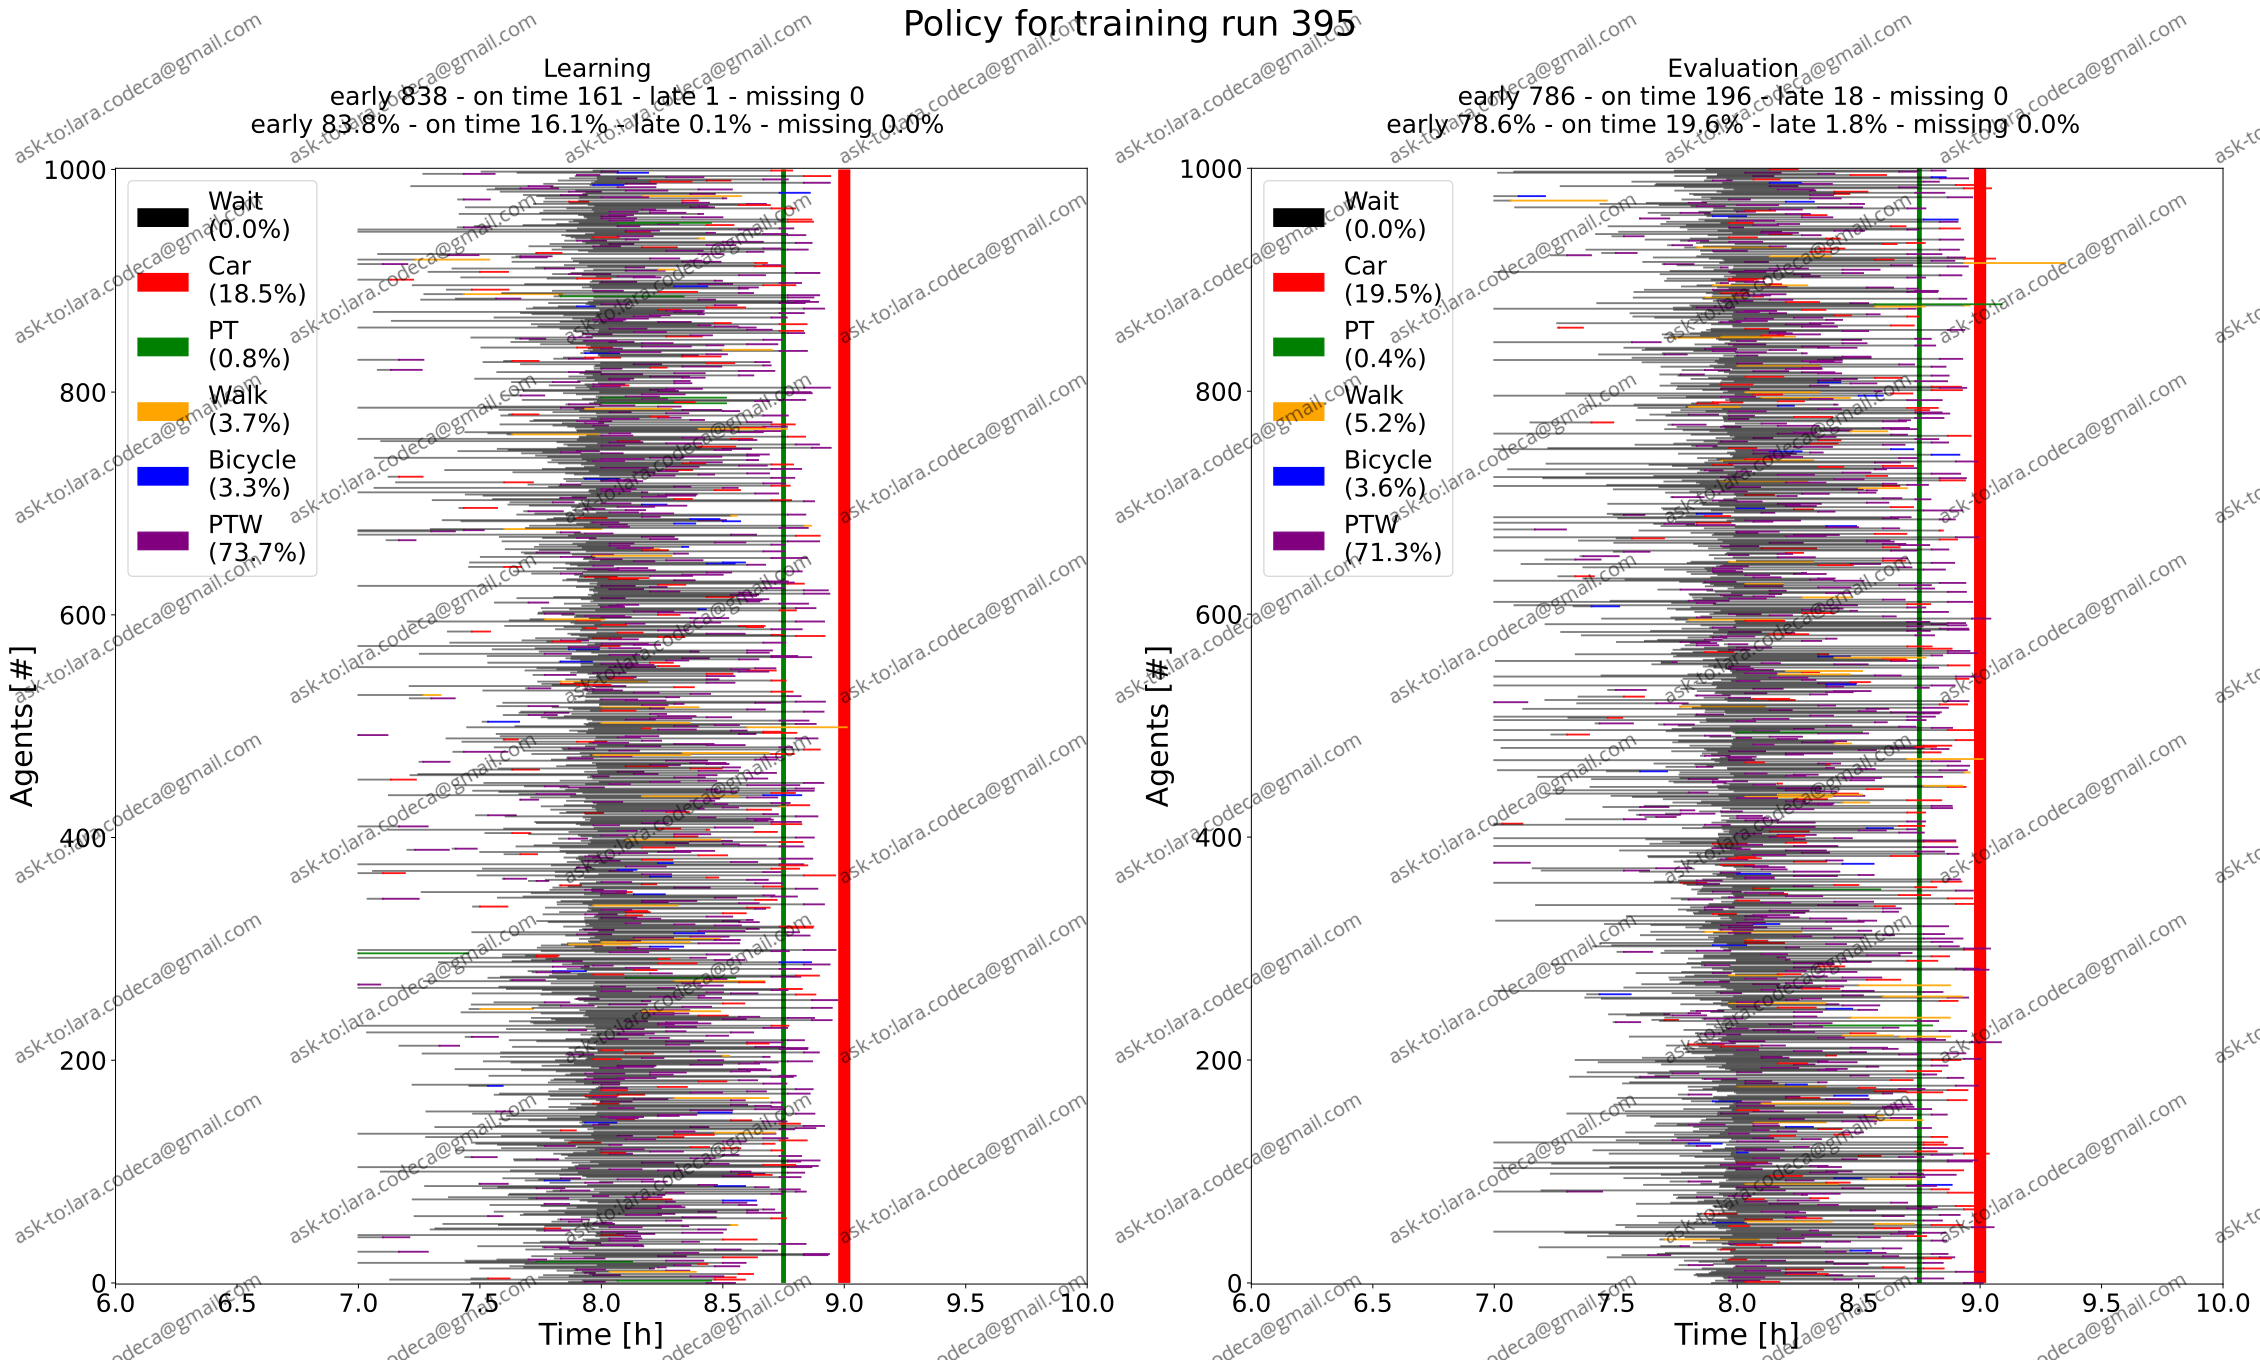 Policy for training run 395
Learning
early 838 - on time 161 - late 1 - missing 0
early 83.8% - on time 16.1% - late 0.1% - missing 0.0%
1000
800
600
400
200
0
Agents [#]
Wait
(0.0%)
Car
(18.5%)
PT
(0.8%)
Walk
(3.7%)
Bicycle
(3.3%)
PTW
(73.7%)
6.0 6.5 7.0 7.5 8.0 8.5 9.0 9.5 10.0
Time [h]
Evaluation
early 786 - on time 196 - late 18 - missing 0
early 78.6% - on time 19.6% - late 1.8% - missing 0.0%
1000
800
600
400
200
0
Agents [#]
Wait
(0.0%)
Car
(19.5%)
PT
(0.4%)
Walk
(5.2%)
Bicycle
(3.6%)
PTW
(71.3%)
6.0 6.5 7.0 7.5 8.0 8.5 9.0 9.5 10.0
Time [h]
ask-to:lara.codeca@gmail.com